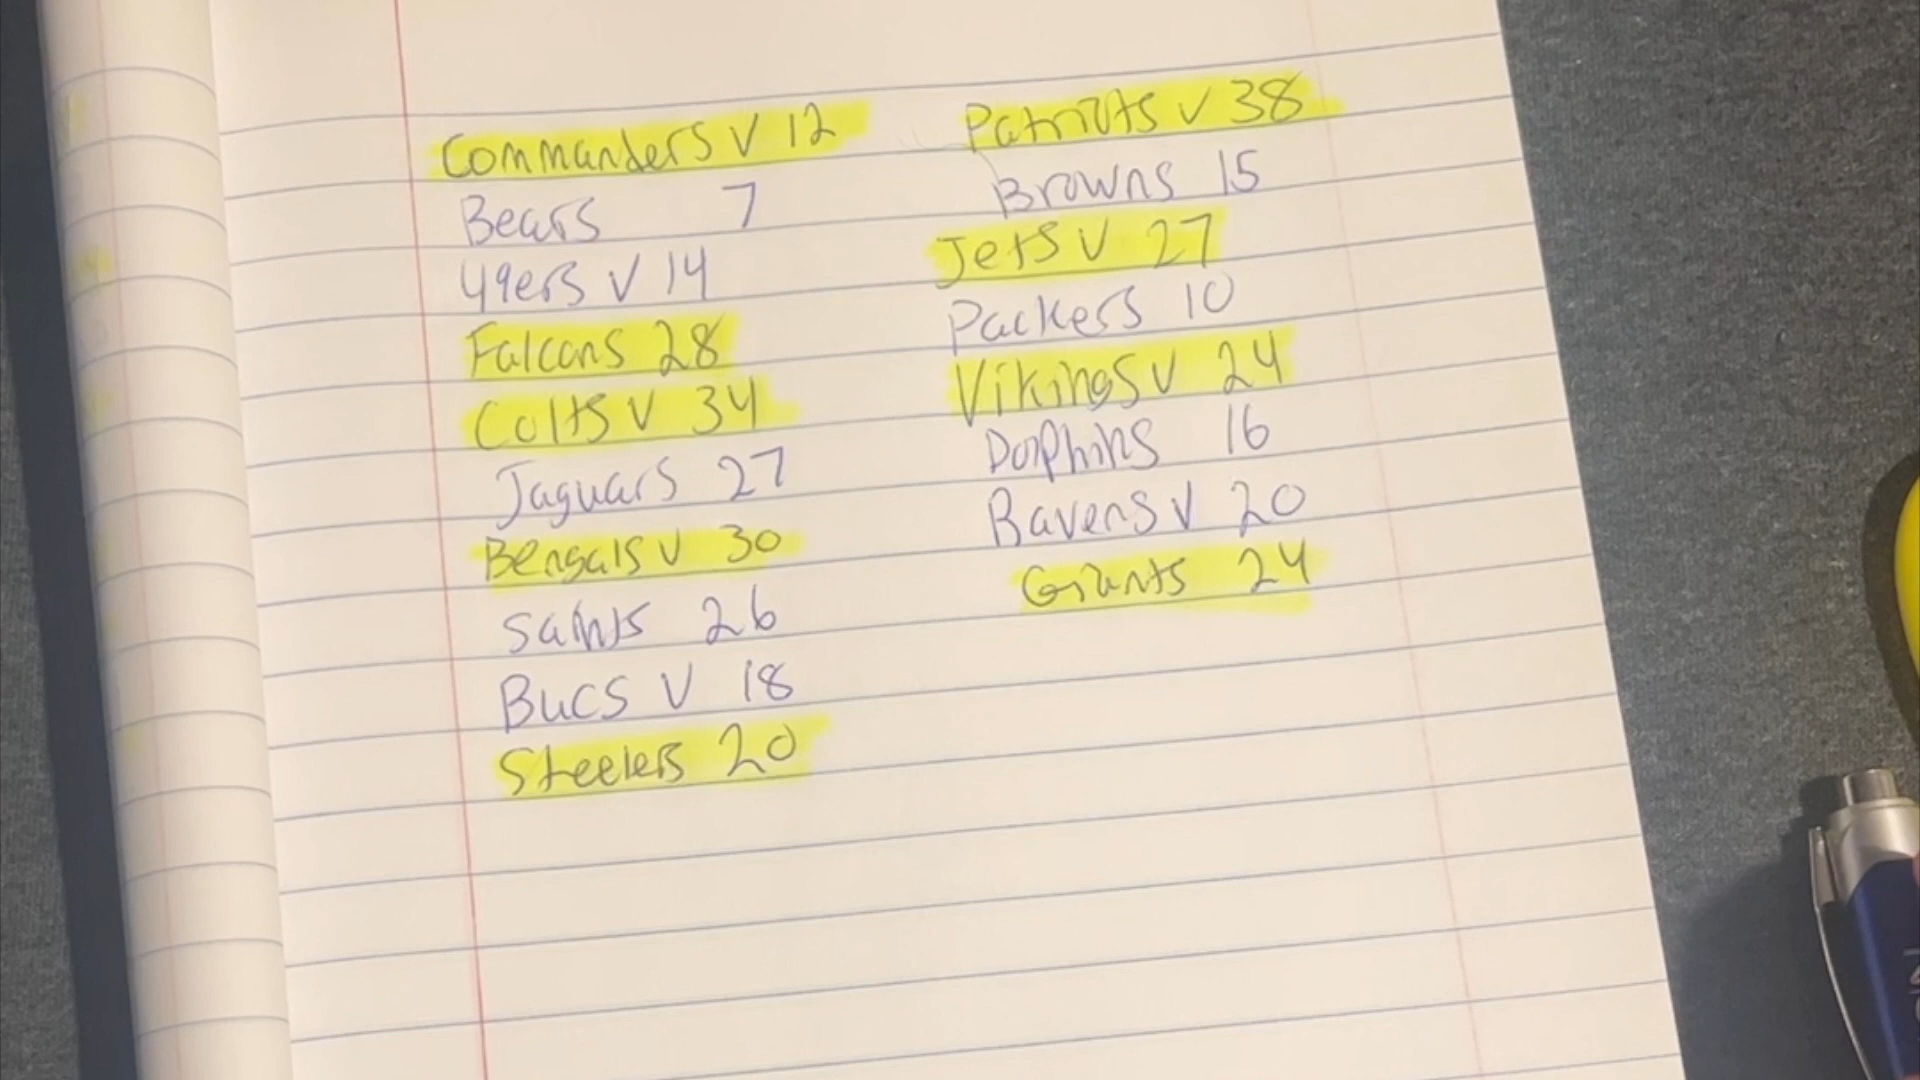 Commanders V 12
Bears 7
49ers V 14
Falcons 28
Colts V 34
Jaguars 27
Bengals V 30
Saints 26
Bucs V 18
Steelers 20
Patriots V 38
Browns 15
Jets V 27
Packers 10
Vikings V 24
Dolphins 16
Ravens V 20
Giants 24